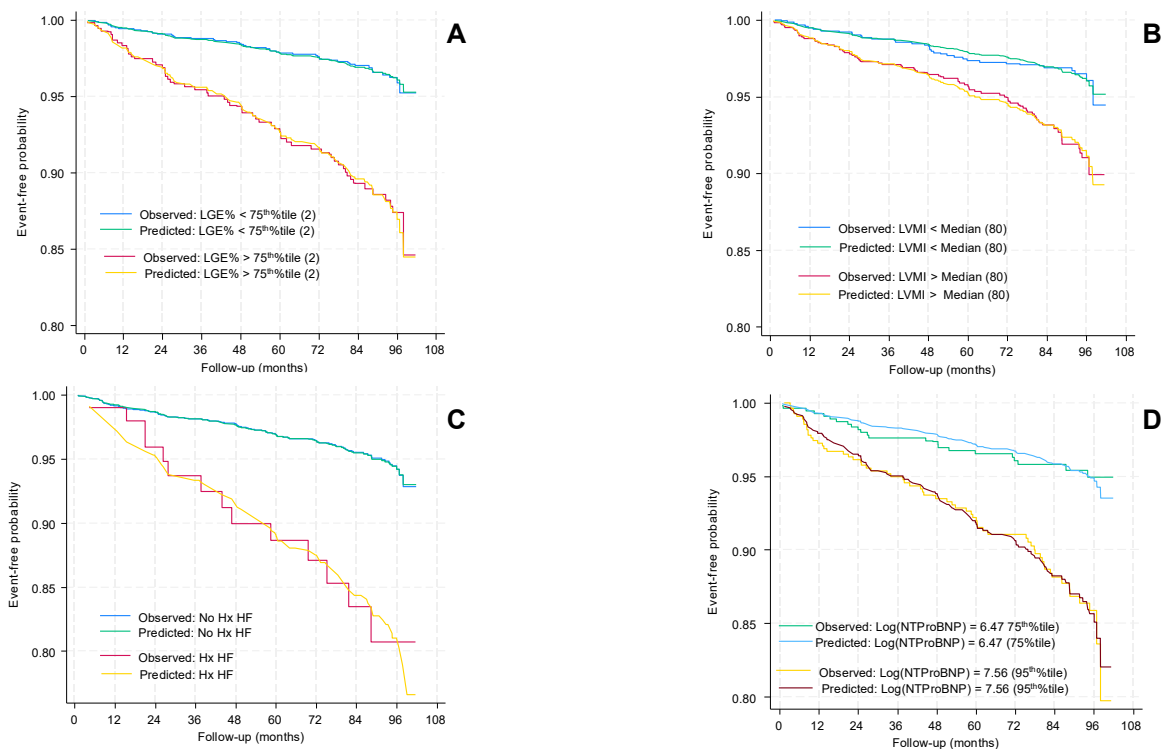 A
1.00
0.95
0.90
0.85
0.80
Event-free probability
Observed: LGE% < 75th%tile (2)
Predicted: LGE% < 75th%tile (2)
Observed: LGE% > 75th%tile (2)
Predicted: LGE% > 75th%tile (2)
0 12 24 36 48 60 72 84 96 108
Follow-up (months)
B
1.00
0.95
0.90
0.85
0.80
Event-free probability
Observed: LVMI < Median (80)
Predicted: LVMI < Median (80)
Observed: LVMI > Median (80)
Predicted: LVMI > Median (80)
0 12 24 36 48 60 72 84 96 108
Follow-up (months)
C
1.00
0.95
0.90
0.85
0.80
Event-free probability
Observed: No Hx HF
Predicted: No Hx HF
Observed: Hx HF
Predicted: Hx HF
0 12 24 36 48 60 72 84 96 108
Follow-up (months)
D
1.00
0.95
0.90
0.85
0.80
Event-free probability
Observed: Log(NTProBNP) = 6.47 75th%tile)
Predicted: Log(NTProBNP) = 6.47 (75%tile)
Observed: Log(NTProBNP) = 7.56 (95th%tile)
Predicted: Log(NTProBNP) = 7.56 (95th%tile)
0 12 24 36 48 60 72 84 96 108
Follow-up (months)